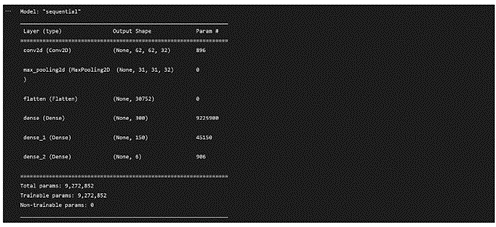 Model: "sequential"
Layer (type) Output Shape Param #
conv2d (Conv2D) (None, 62, 62, 32) 896
max_pooling2d (MaxPooling2D (None, 31, 31, 32) 0
)
flatten (Flatten) (None, 30752) 0
dense (Dense) (None, 300) 9225900
dense_1 (Dense) (None, 150) 45150
dense_2 (Dense) (None, 6) 906
Total params: 9,272,852
Trainable params: 9,272,852
Non-trainable params: 0